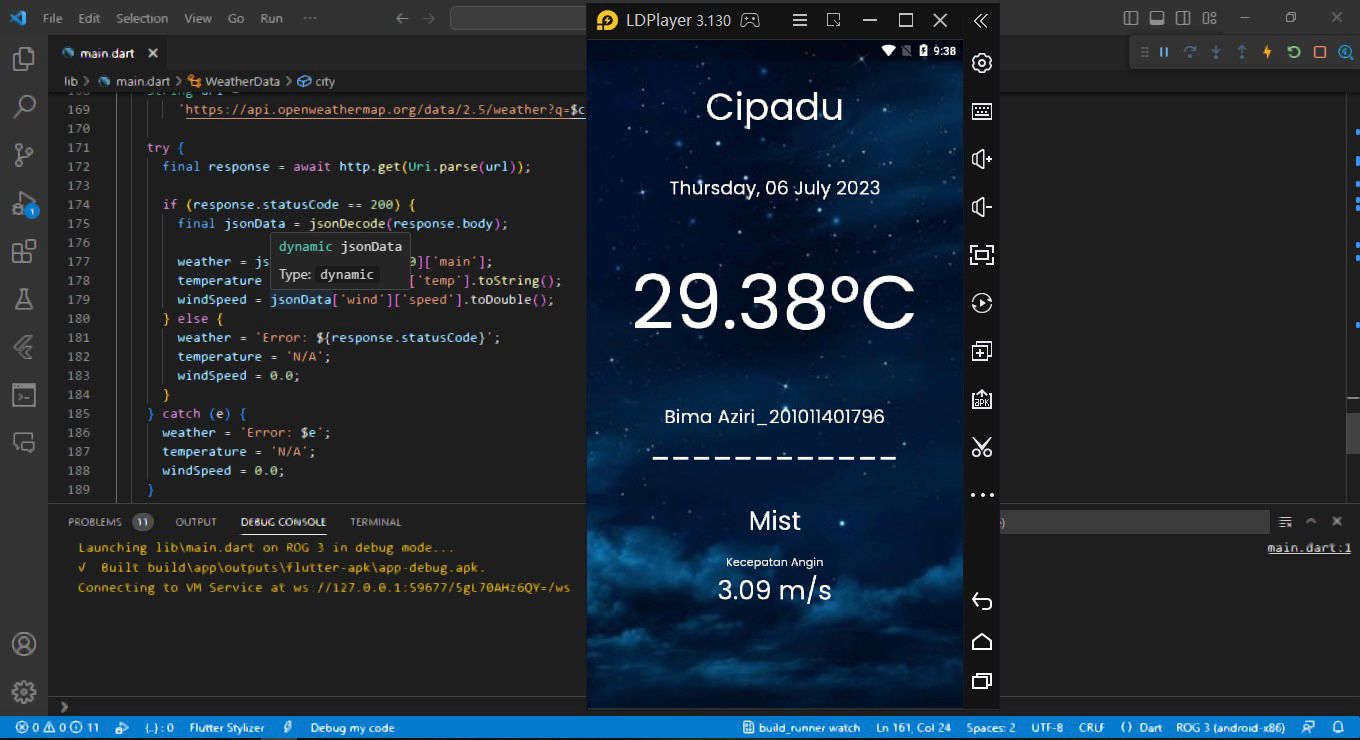 File Edit Selection View Go Run ···
main.dart
lib > main.dart > WeatherData > city
169 'https://api.openweathermap.org/data/2.5/weather?q=$c
170
171 try {
172 final response = await http.get(Uri.parse(url));
173
174 if (response.statusCode == 200) {
175 final jsonData = jsonDecode(response.body);
176
dynamic jsonData
Type: dynamic
177 weather = js 0]['main'];
178 temperature ['temp'].toString();
179 windSpeed = jsonData['wind']['speed'].toDouble();
180 } else {
181 weather = 'Error: ${response.statusCode}';
182 temperature = 'N/A';
183 windSpeed = 0.0;
184 }
185 } catch (e) {
186 weather = 'Error: $e';
187 temperature = 'N/A';
188 windSpeed = 0.0;
189 }
PROBLEMS 11 OUTPUT DEBUG CONSOLE TERMINAL
Launching lib\main.dart on ROG 3 in debug mode...
√ Built build\app\outputs\flutter-apk\app-debug.apk.
Connecting to VM Service at ws://127.0.0.1:59677/5gL70AHz6QY=/ws
main.dart:1
LDPlayer 3.130
9:38
Cipadu
Thursday, 06 July 2023
29.38°C
Bima Aziri_201011401796
____________
Mist
Kecepatan Angin
3.09 m/s
APK
1
0 0 11 {..} : 0 Flutter Stylizer Debug my code build_runner watch Ln 161, Col 24 Spaces: 2 UTF-8 CRLF {} Dart ROG 3 (android-x86)